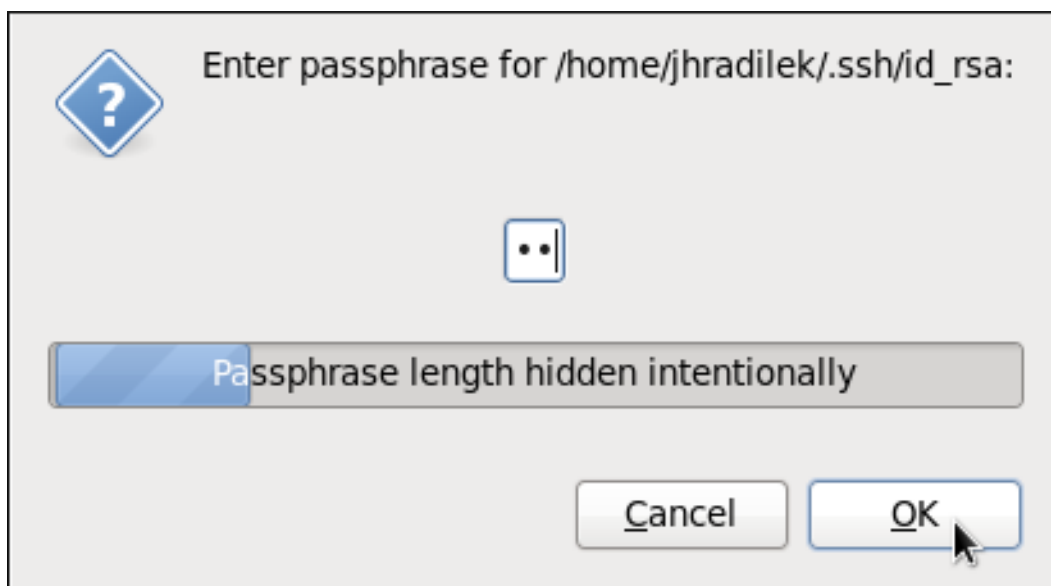 Enter passphrase for /home/jhradilek/.ssh/id_rsa:
••
Passphrase length hidden intentionally
Cancel
OK